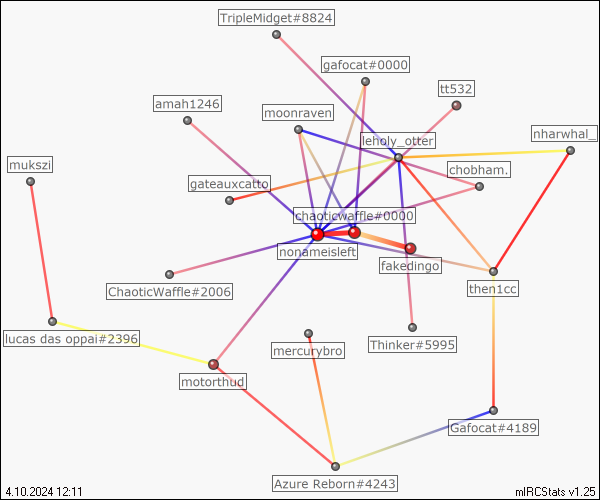 TripleMidget#8824
gafocat#0000
tt532
amah1246
moonraven
nharwhal_
leholy_otter
mukszi
chobham.
gateauxcatto
chaoticwaffle#0000
nonameisleft
fakedingo
ChaoticWaffle#2006
then1cc
lucas das oppai#2396
mercurybro
Thinker#5995
motorthud
Gafocat#4189
Azure Reborn#4243
4.10.2024 12:11
mIRCStats v1.25